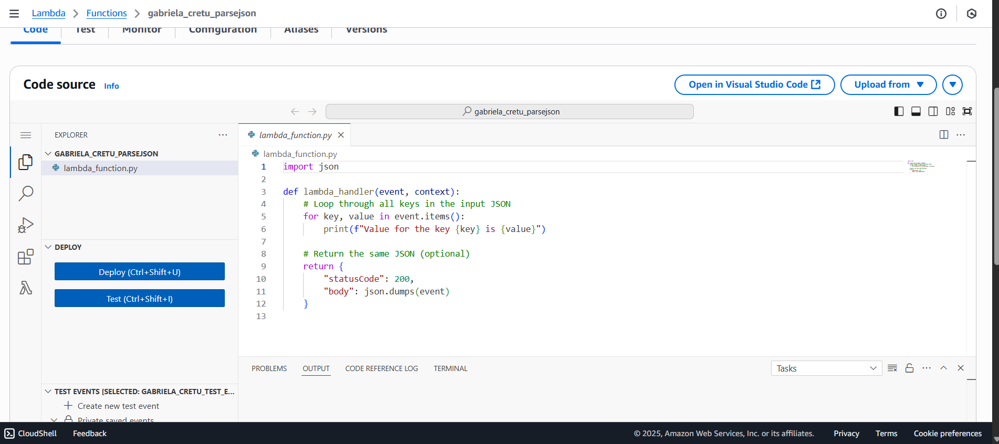 Lambda > Functions > gabriela_cretu_parsejson
Code Test Monitor Configuration Aliases Versions
Code source Info
Open in Visual Studio Code Upload from
gabriela_cretu_parsejson
EXPLORER
GABRIELA_CRETU_PARSEJSON
lambda_function.py
DEPLOY
Deploy (Ctrl+Shift+U)
Test (Ctrl+Shift+I)
TEST EVENTS [SELECTED: GABRIELA_CRETU_TEST_E...
Create new test event
Private saved events
lambda_function.py
lambda_function.py
1 import json
2
3 def lambda_handler(event, context):
4     # Loop through all keys in the input JSON
5     for key, value in event.items():
6         print(f"Value for the key {key} is {value}")
7
8     # Return the same JSON (optional)
9     return {
10         "statusCode": 200,
11         "body": json.dumps(event)
12     }
13
PROBLEMS OUTPUT CODE REFERENCE LOG TERMINAL
Tasks
CloudShell Feedback
© 2025, Amazon Web Services, Inc. or its affiliates. Privacy Terms Cookie preferences